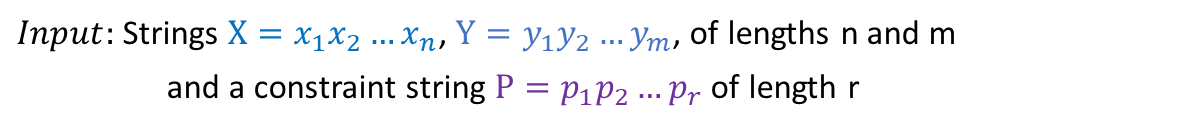 Input: Strings X = x₁x₂ ... xₙ, Y = y₁y₂ ... yₘ, of lengths n and m
and a constraint string P = p₁p₂ ... pᵣ of length r